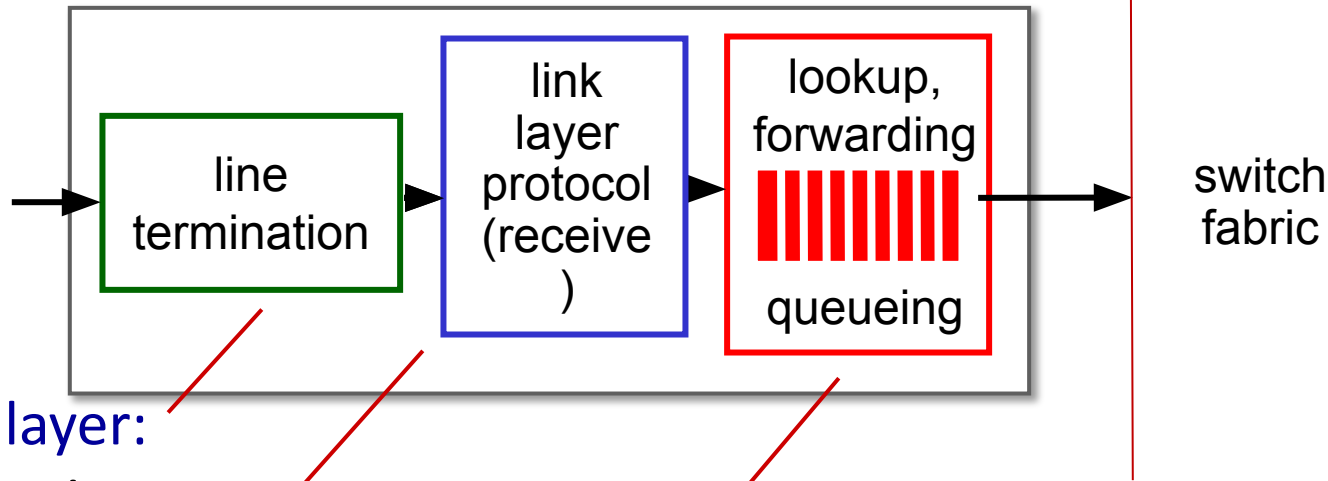 line
termination
link
layer
protocol
(receive
)
lookup,
forwarding
queueing
switch
fabric
layer: